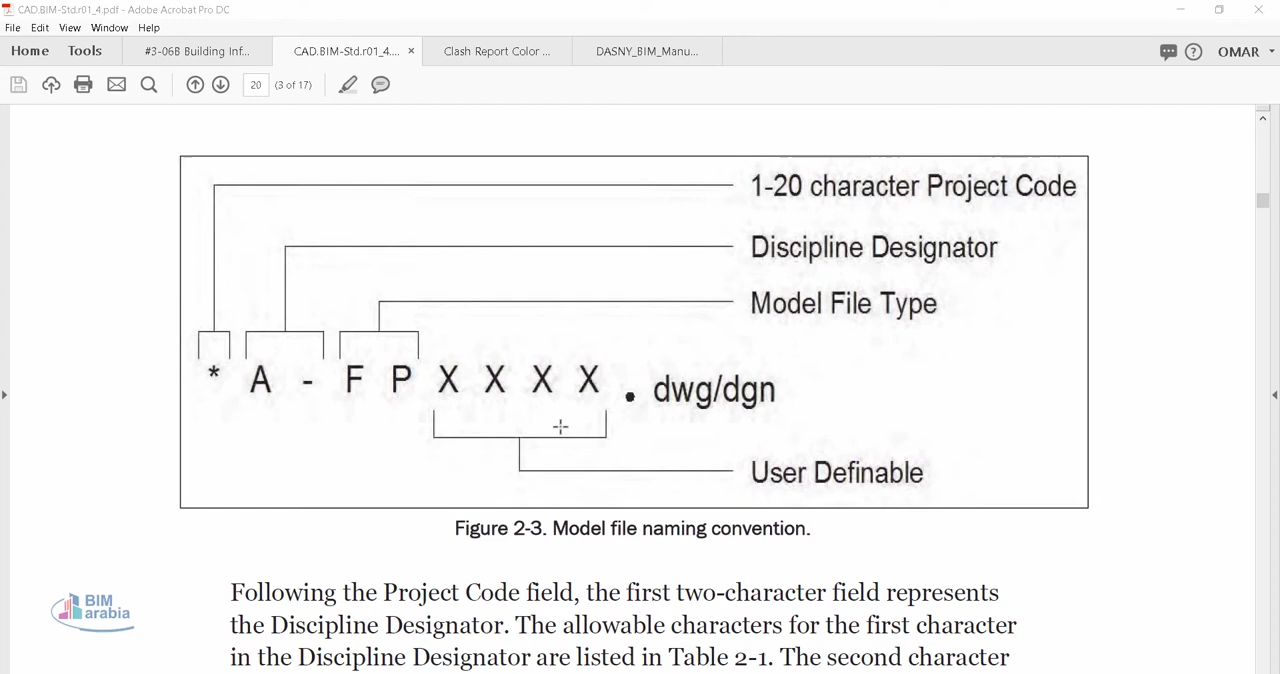 CAD.BIM-Std.r01_4.pdf - Adobe Acrobat Pro DC
File Edit View Window Help
Home Tools #3-06B Building Inf... CAD.BIM-Std.r01_4.... × Clash Report Color ... DASNY_BIM_Manu... OMAR
20 (3 of 17)
1-20 character Project Code
Discipline Designator
Model File Type
* A - F P X X X X . dwg/dgn
User Definable
Figure 2-3. Model file naming convention.
Following the Project Code field, the first two-character field represents
the Discipline Designator. The allowable characters for the first character
in the Discipline Designator are listed in Table 2-1. The second character
BIM
arabia